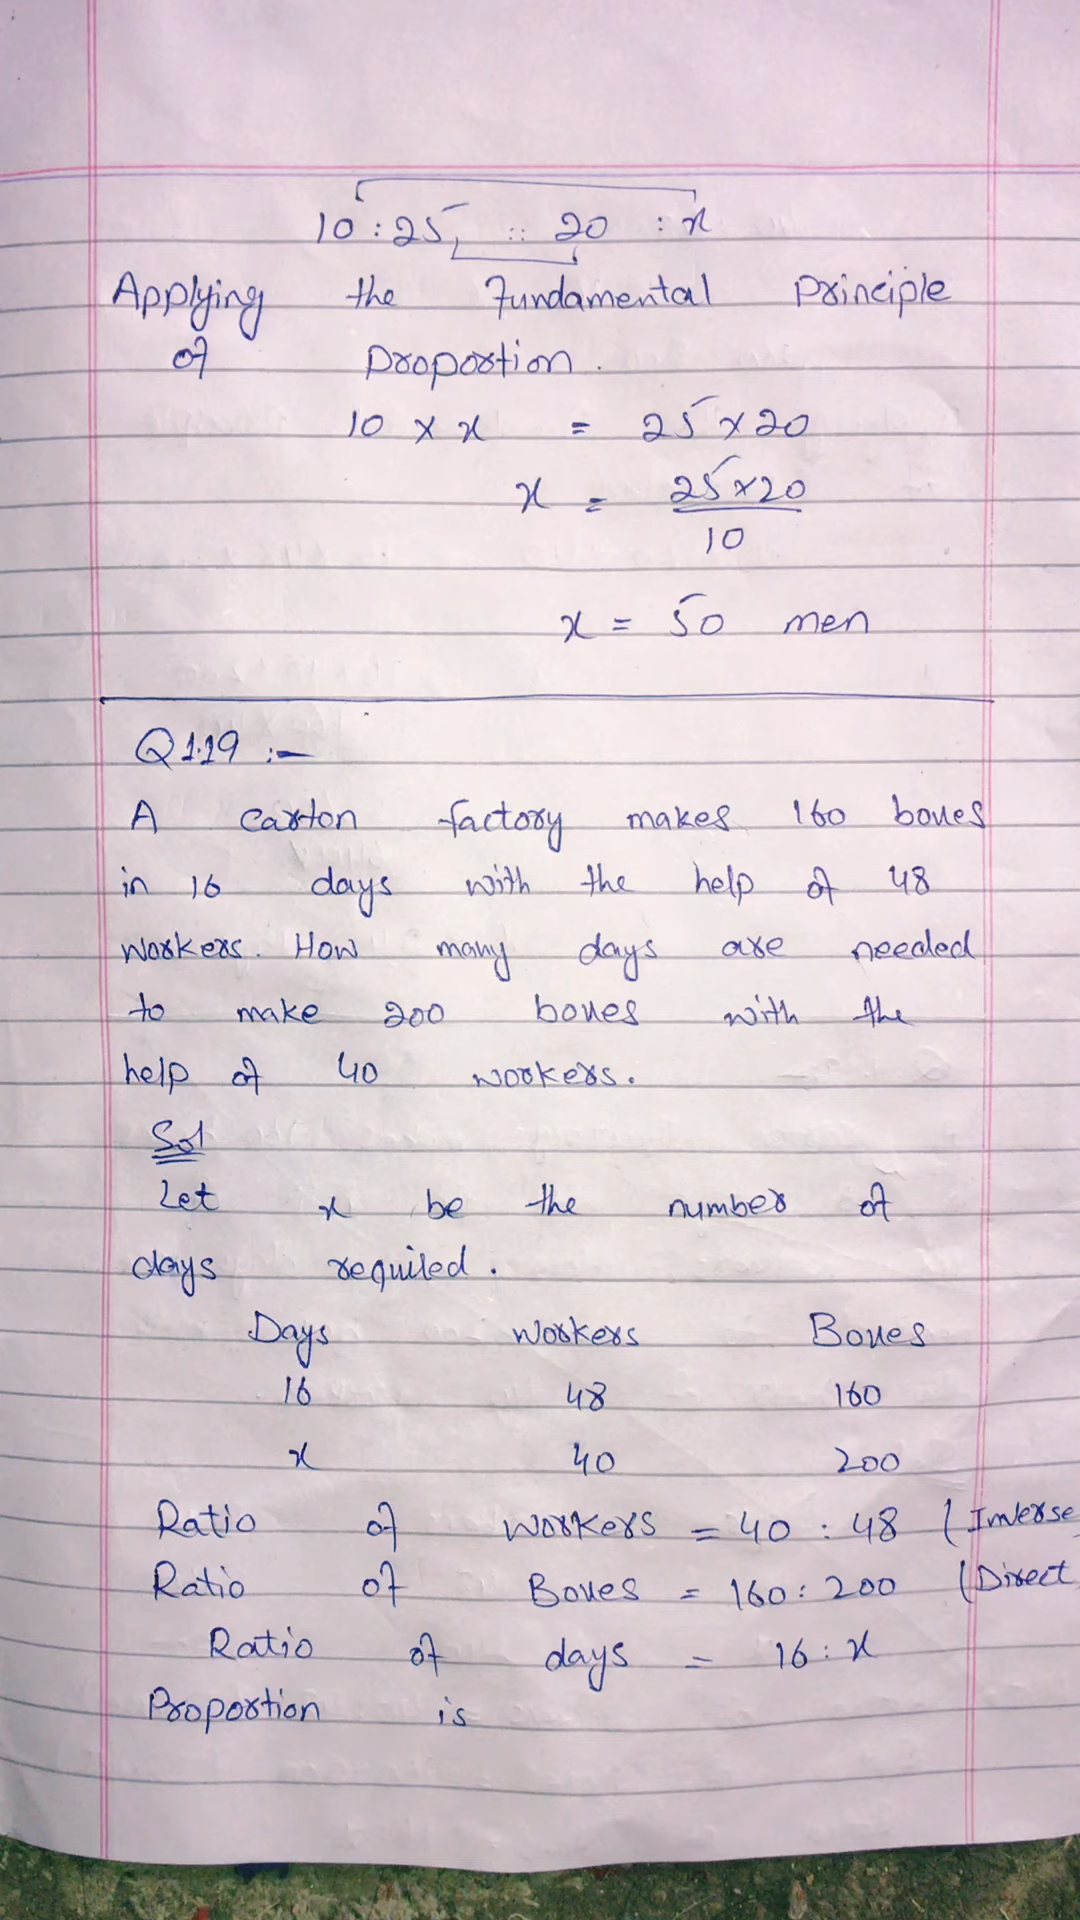 10 : 25 :: 20 : x
Applying the Fundamental Principle
of Proportion.
10 × x = 25 × 20
x = 25 × 20
10
x = 50 men
Q1.19 :-
A carton factory makes 160 boxes
in 16 days with the help of 48
workers. How many days are needed
to make 200 boxes with the
help of 40 workers.
Sol
Let x be the number of
days required.
Days Workers Boxes
16 48 160
x 40 200
Ratio of Workers = 40 : 48 (Inverse
Ratio of Boxes = 160 : 200 (Direct
Ratio of days = 16 : x
Proportion is